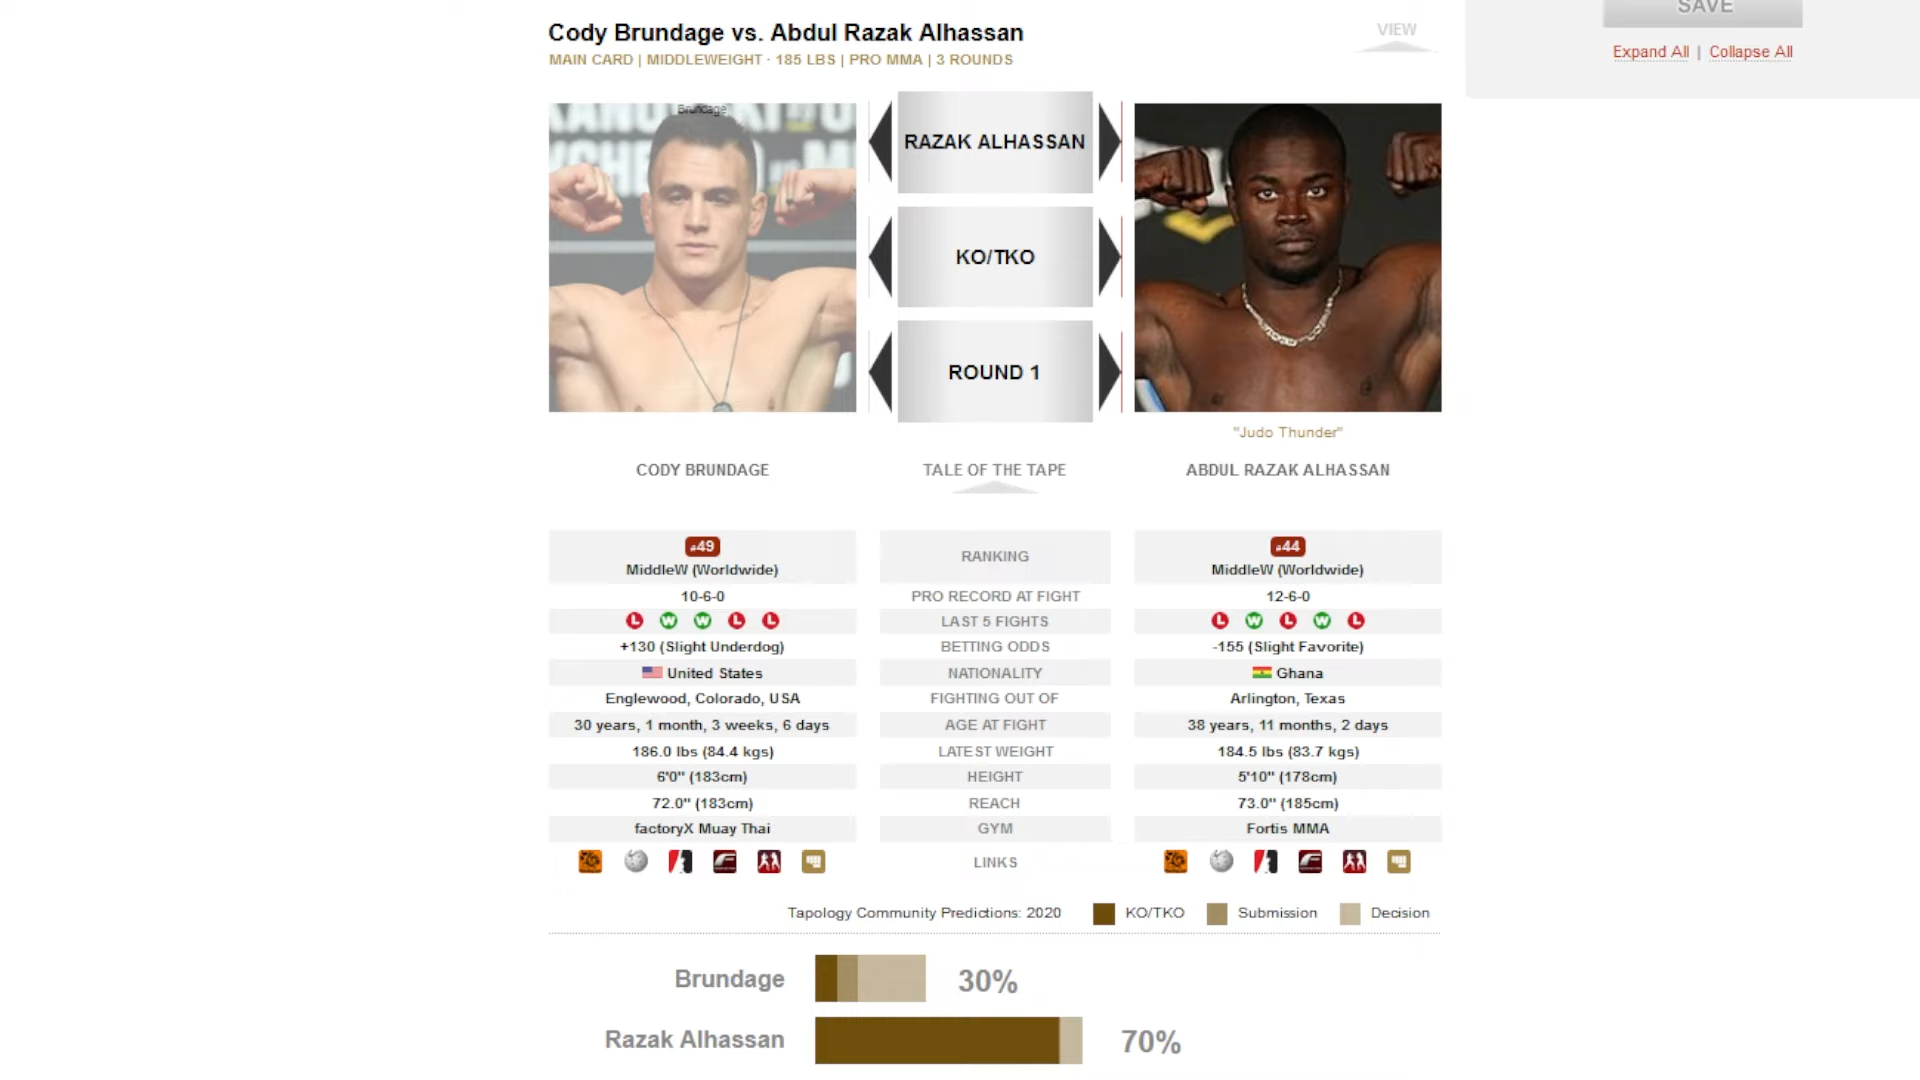 SAVE
Expand All | Collapse All
Cody Brundage vs. Abdul Razak Alhassan
VIEW
MAIN CARD | MIDDLEWEIGHT · 185 LBS | PRO MMA | 3 ROUNDS
Brundage
RAZAK ALHASSAN
KO/TKO
ROUND 1
"Judo Thunder"
CODY BRUNDAGE TALE OF THE TAPE ABDUL RAZAK ALHASSAN
#49 RANKING #44
MiddleW (Worldwide) MiddleW (Worldwide)
10-6-0 PRO RECORD AT FIGHT 12-6-0
L W W L L LAST 5 FIGHTS L W L W L
+130 (Slight Underdog) BETTING ODDS -155 (Slight Favorite)
United States NATIONALITY Ghana
Englewood, Colorado, USA FIGHTING OUT OF Arlington, Texas
30 years, 1 month, 3 weeks, 6 days AGE AT FIGHT 38 years, 11 months, 2 days
186.0 lbs (84.4 kgs) LATEST WEIGHT 184.5 lbs (83.7 kgs)
6'0" (183cm) HEIGHT 5'10" (178cm)
72.0" (183cm) REACH 73.0" (185cm)
factoryX Muay Thai GYM Fortis MMA
LINKS
Tapology Community Predictions: 2020 KO/TKO Submission Decision
Brundage 30%
Razak Alhassan 70%